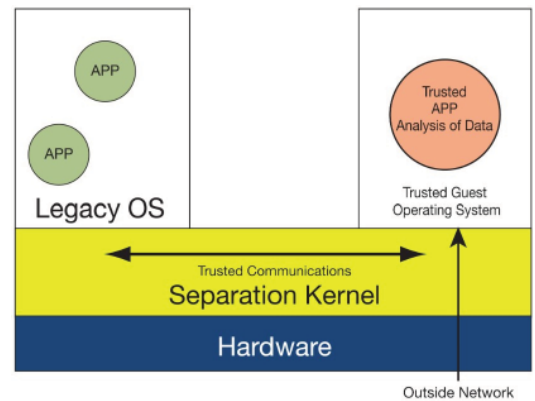 APP
APP
Legacy OS
Trusted
APP
Analysis of Data
Trusted Guest
Operating System
Trusted Communications
Separation Kernel
Hardware
Outside Network